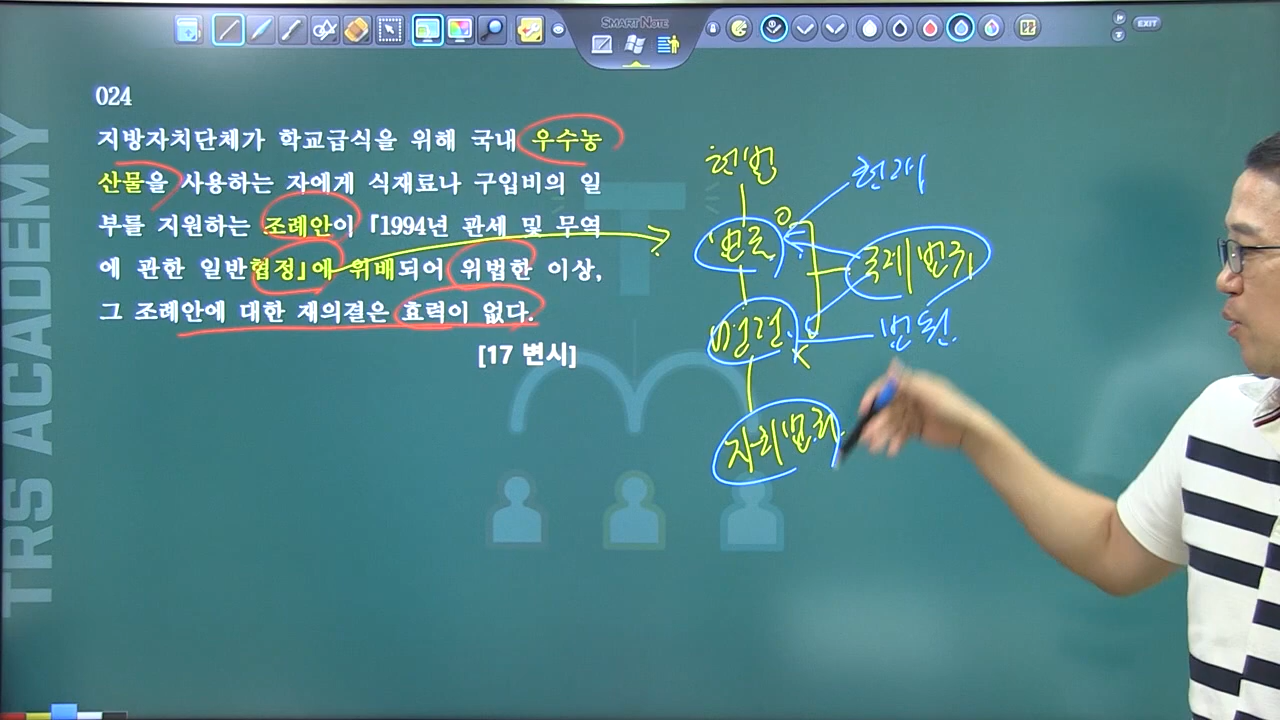 SMART NOTE
EXIT
TRS ACADEMY
024
지방자치단체가 학교급식을 위해 국내 우수농
산물을 사용하는 자에게 식재료나 구입비의 일
부를 지원하는 조례안이 「1994년 관세 및 무역
에 관한 일반협정」에 위배되어 위법한 이상,
그 조례안에 대한 재의결은 효력이 없다.
[17 변시]
헌법
헌재
법률
국제법규
명령
법원
자치법규